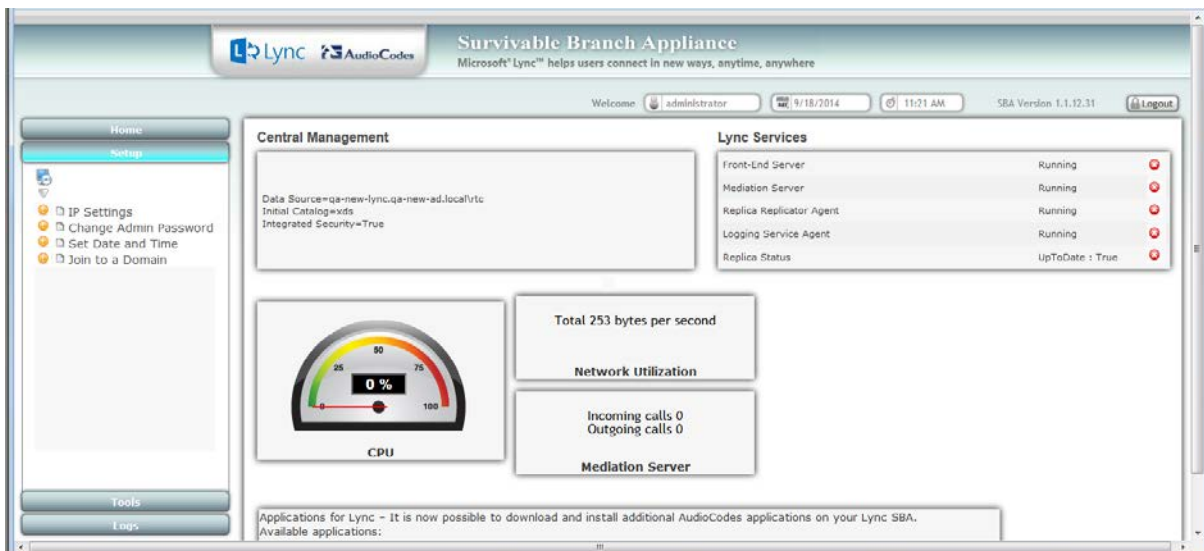 Lync AudioCodes
Survivable Branch Appliance
Microsoft® Lync™ helps users connect in new ways, anytime, anywhere
Welcome administrator 9/18/2014 11:21 AM SBA Version 1.1.12.31 Logout
Home
Setup
IP Settings
Change Admin Password
Set Date and Time
Join to a Domain
Tools
Logs
Central Management
Data Source=qa-new-lync.qa-new-ad.local\rtc
Initial Catalog=xds
Integrated Security=True
Lync Services
Front-End Server Running
Mediation Server Running
Replica Replicator Agent Running
Logging Service Agent Running
Replica Status UpToDate : True
0 25 50 75 100
0 %
CPU
Total 253 bytes per second
Network Utilization
Incoming calls 0
Outgoing calls 0
Mediation Server
Applications for Lync – It is now possible to download and install additional AudioCodes applications on your Lync SBA.
Available applications: